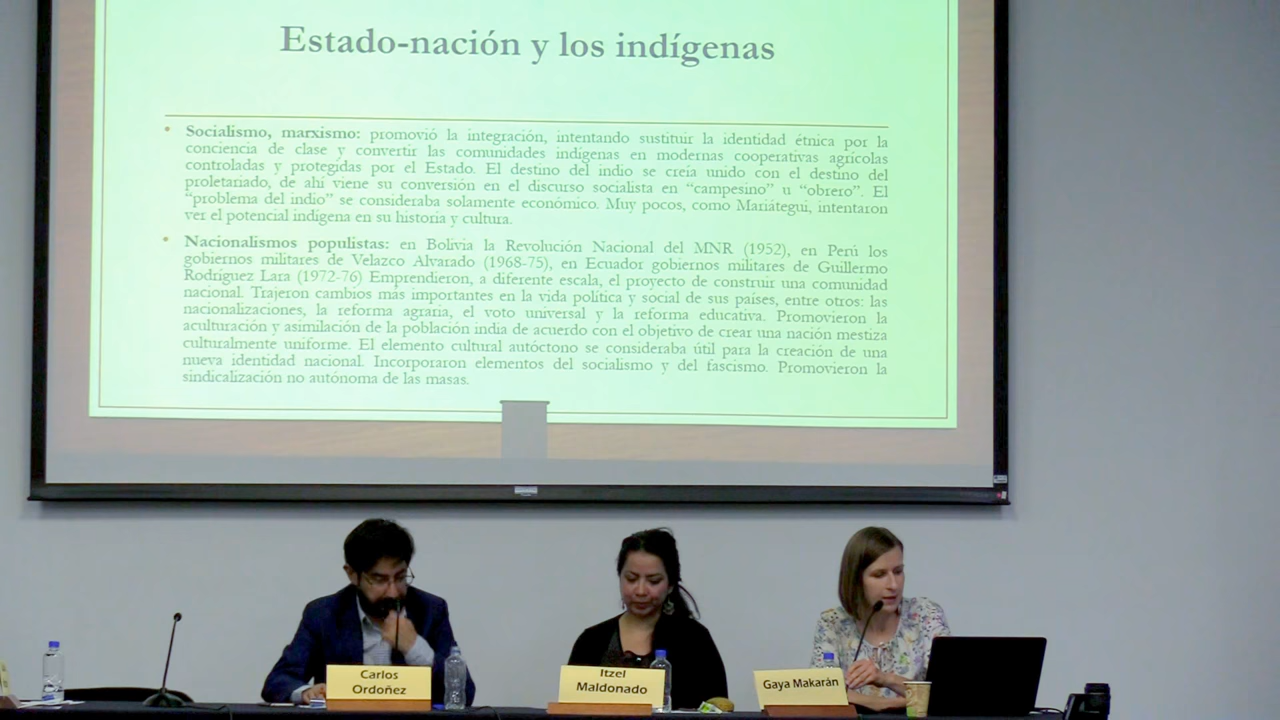 Estado-nación y los indígenas
• Socialismo, marxismo: promovió la integración, intentando sustituir la identidad étnica por la
conciencia de clase y convertir las comunidades indígenas en modernas cooperativas agrícolas
controladas y protegidas por el Estado. El destino del indio se creía unido con el destino del
proletariado, de ahí viene su conversión en el discurso socialista en “campesino” u “obrero”. El
“problema del indio” se consideraba solamente económico. Muy pocos, como Mariátegui, intentaron
ver el potencial indígena en su historia y cultura.
• Nacionalismos populistas: en Bolivia la Revolución Nacional del MNR (1952), en Perú los
gobiernos militares de Velazco Alvarado (1968-75), en Ecuador gobiernos militares de Guillermo
Rodríguez Lara (1972-76) Emprendieron, a diferente escala, el proyecto de construir una comunidad
nacional. Trajeron cambios más importantes en la vida política y social de sus países, entre otros: las
nacionalizaciones, la reforma agraria, el voto universal y la reforma educativa. Promovieron la
aculturación y asimilación de la población india de acuerdo con el objetivo de crear una nación mestiza
culturalmente uniforme. El elemento cultural autóctono se consideraba útil para la creación de una
nueva identidad nacional. Incorporaron elementos del socialismo y del fascismo. Promovieron la
sindicalización no autónoma de las masas.
Carlos
Ordoñez
Itzel
Maldonado
Gaya Makarán